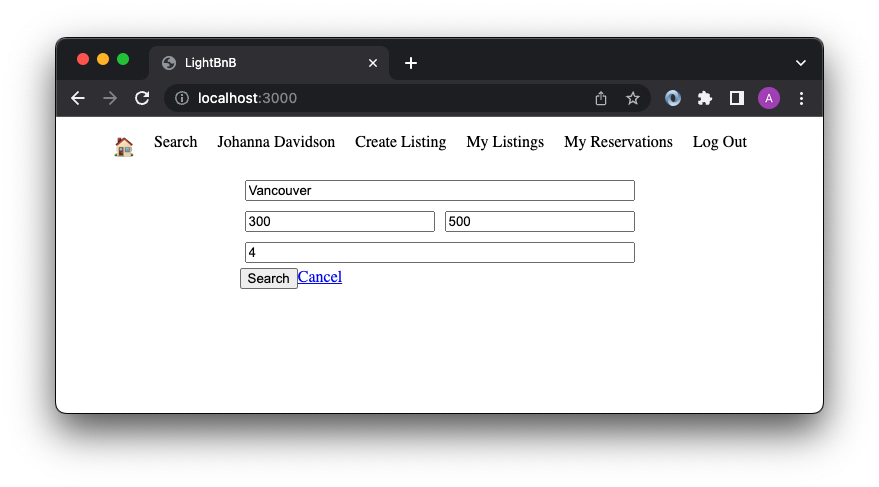 LightBnB
localhost:3000
A
Search Johanna Davidson Create Listing My Listings My Reservations Log Out
Vancouver
300 500
4
Search Cancel